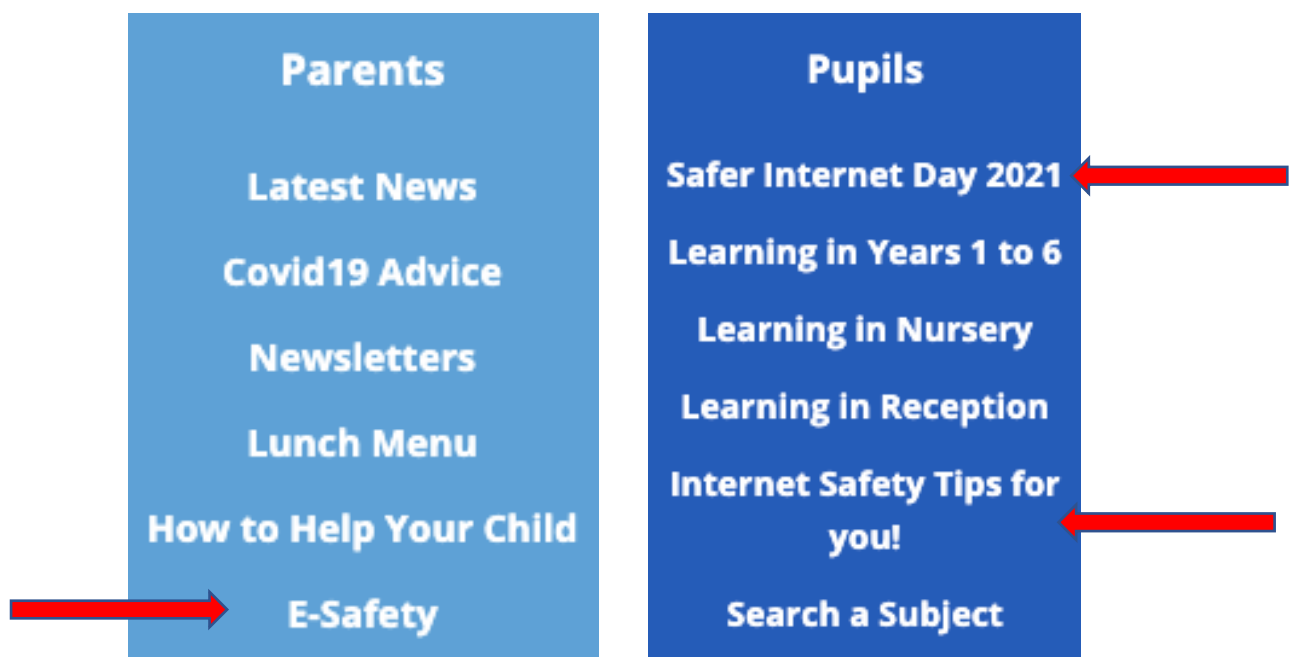 Parents
Latest News
Covid19 Advice
Newsletters
Lunch Menu
How to Help Your Child
E-Safety
Pupils
Safer Internet Day 2021
Learning in Years 1 to 6
Learning in Nursery
Learning in Reception
Internet Safety Tips for
you!
Search a Subject